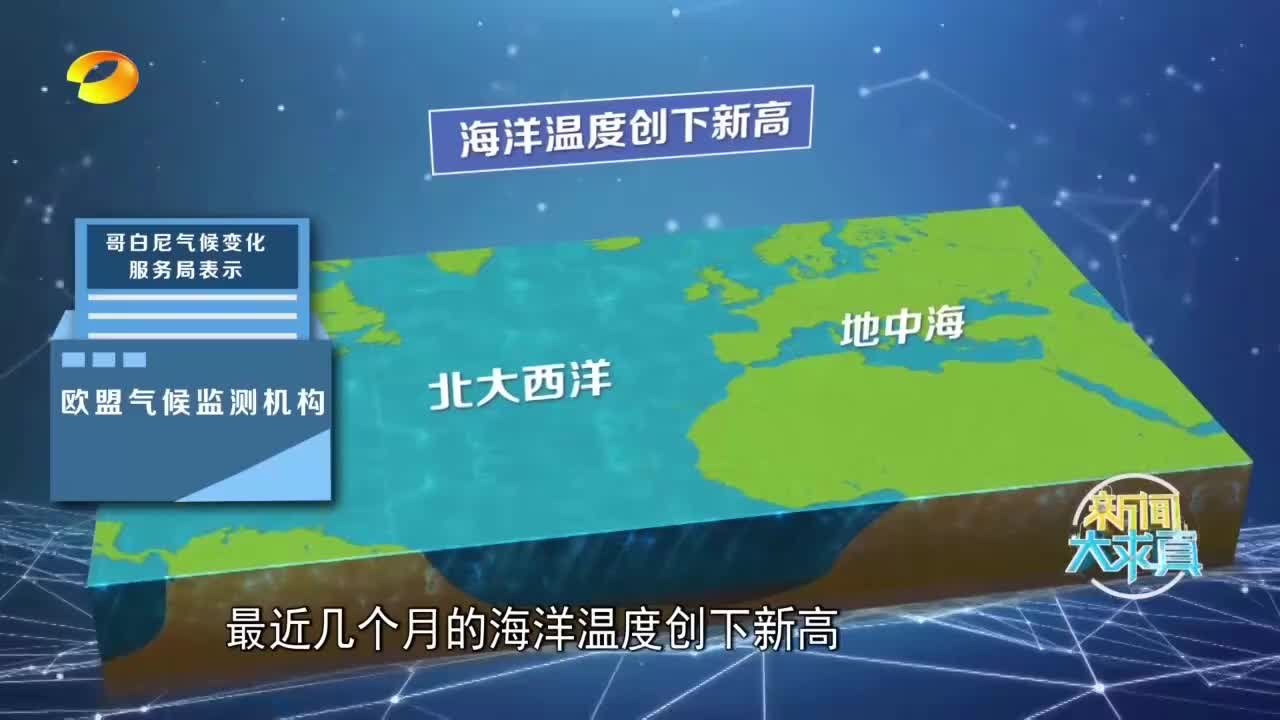 海洋温度创下新高
哥白尼气候变化
服务局表示
欧盟气候监测机构
北大西洋
地中海
新闻
大求真
最近几个月的海洋温度创下新高